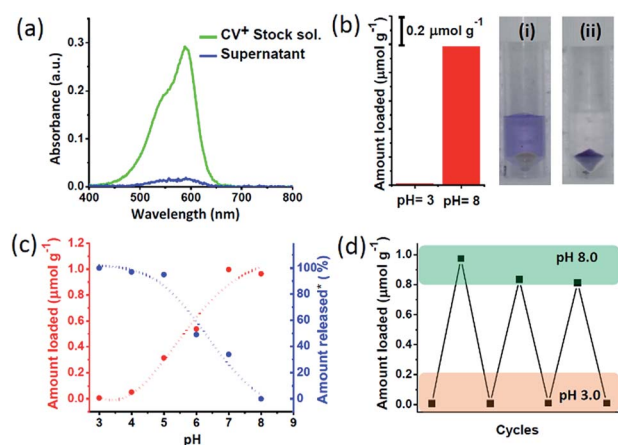 (a)
CV+ Stock sol.
Supernatant
Absorbance (a.u.)
0.3
0.2
0.1
0.0
400 500 600 700 800
Wavelength (nm)
(b)
0.2 μmol g-1
Amount loaded (μmol g-1)
pH= 3 pH= 8
(i)
(ii)
(c)
Amount loaded (μmol g-1)
1.2
1.0
0.8
0.6
0.4
0.2
0.0
3 4 5 6 7 8 9
pH
100
80
60
40
20
0
Amount released* (%)
(d)
Amount loaded (μmol g-1)
1.0
0.8
0.6
0.4
0.2
0.0
pH 8.0
pH 3.0
Cycles